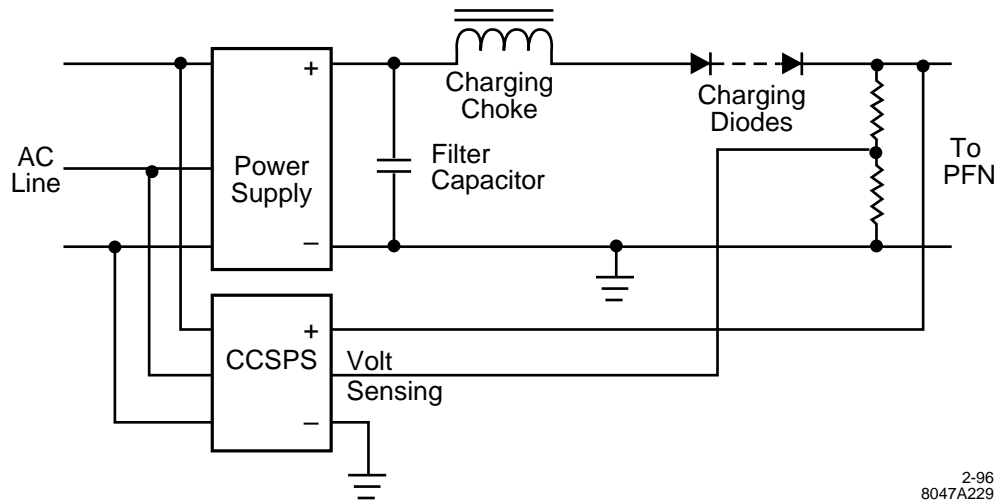 Charging
Choke
Charging
Diodes
+
AC
Line
Power
Supply
Filter
Capacitor
To
PFN
–
+
CCSPS
Volt
Sensing
–
2-96
8047A229